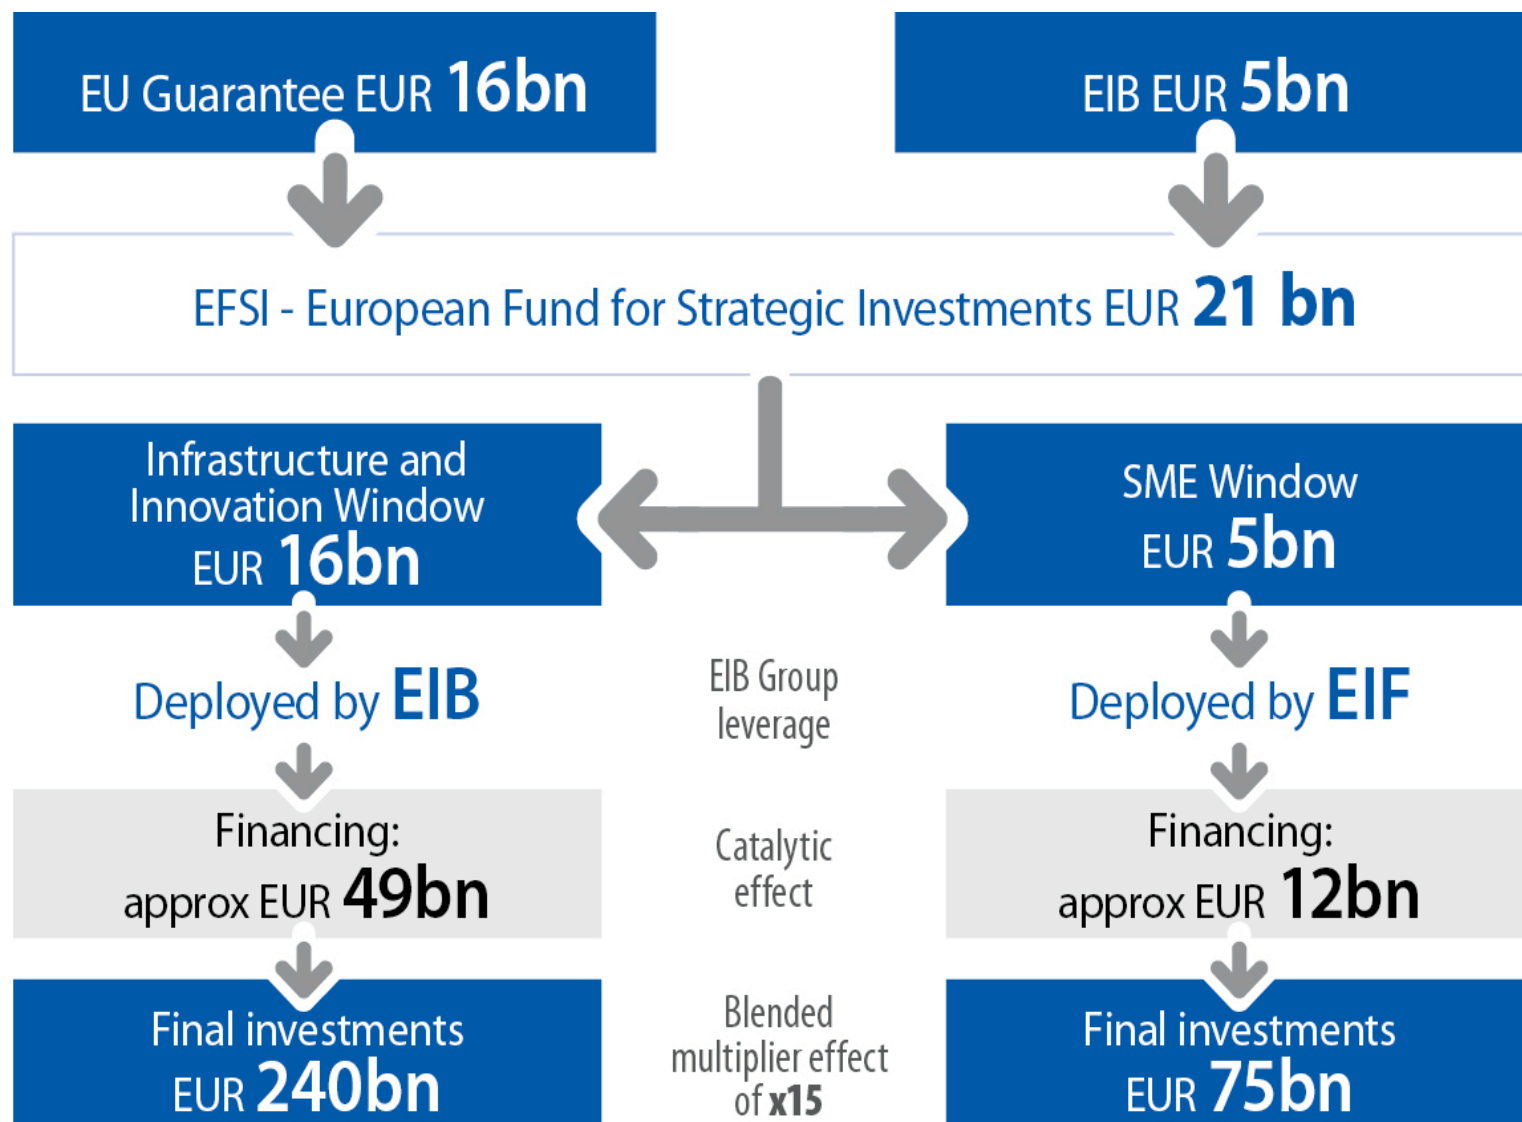 EU Guarantee EUR 16bn
EIB EUR 5bn
EFSI - European Fund for Strategic Investments EUR 21 bn
Infrastructure and
Innovation Window
EUR 16bn
SME Window
EUR 5bn
Deployed by EIB
EIB Group
leverage
Deployed by EIF
Financing:
approx EUR 49bn
Catalytic
effect
Financing:
approx EUR 12bn
Final investments
EUR 240bn
Blended
multiplier effect
of x15
Final investments
EUR 75bn